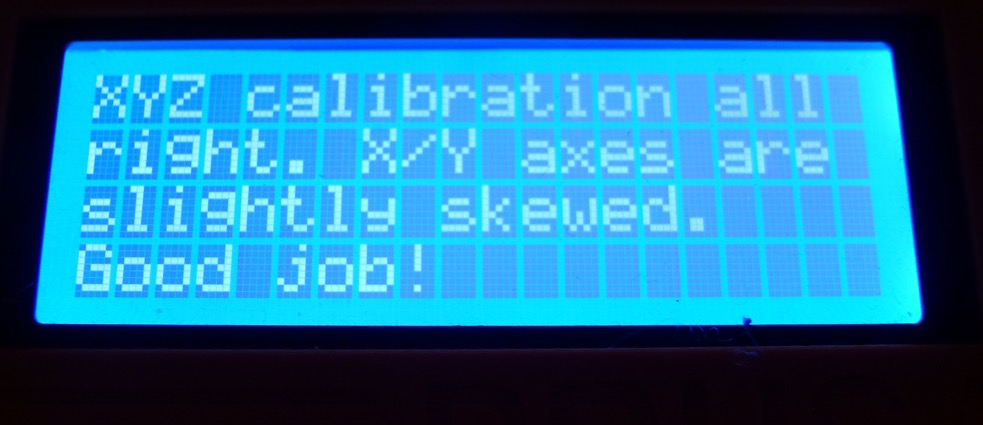 XYZ calibration all
right. X/Y axes are
slightly skewed.
Good job!